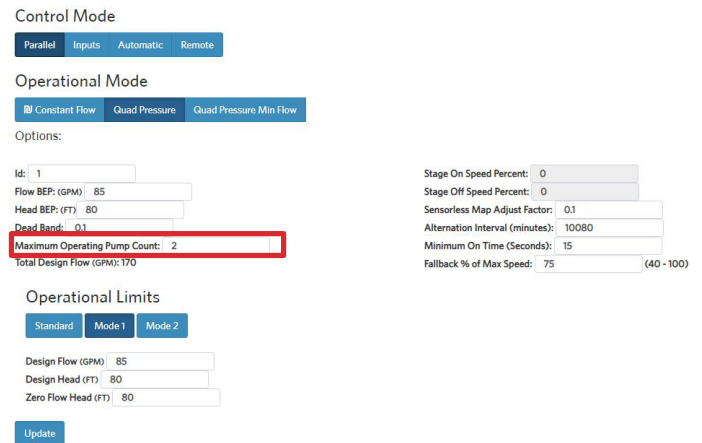 Control Mode
Parallel Inputs Automatic Remote
Operational Mode
₪ Constant Flow Quad Pressure Quad Pressure Min Flow
Options:
Id: 1
Flow BEP: (GPM) 85
Head BEP: (FT) 80
Dead Band: 0.1
Maximum Operating Pump Count: 2
Total Design Flow (GPM): 170
Stage On Speed Percent: 0
Stage Off Speed Percent: 0
Sensorless Map Adjust Factor: 0.1
Alternation Interval (minutes): 10080
Minimum On Time (Seconds): 15
Fallback % of Max Speed: 75 (40 - 100)
Operational Limits
Standard Mode 1 Mode 2
Design Flow (GPM) 85
Design Head (FT) 80
Zero Flow Head (FT) 80
Update